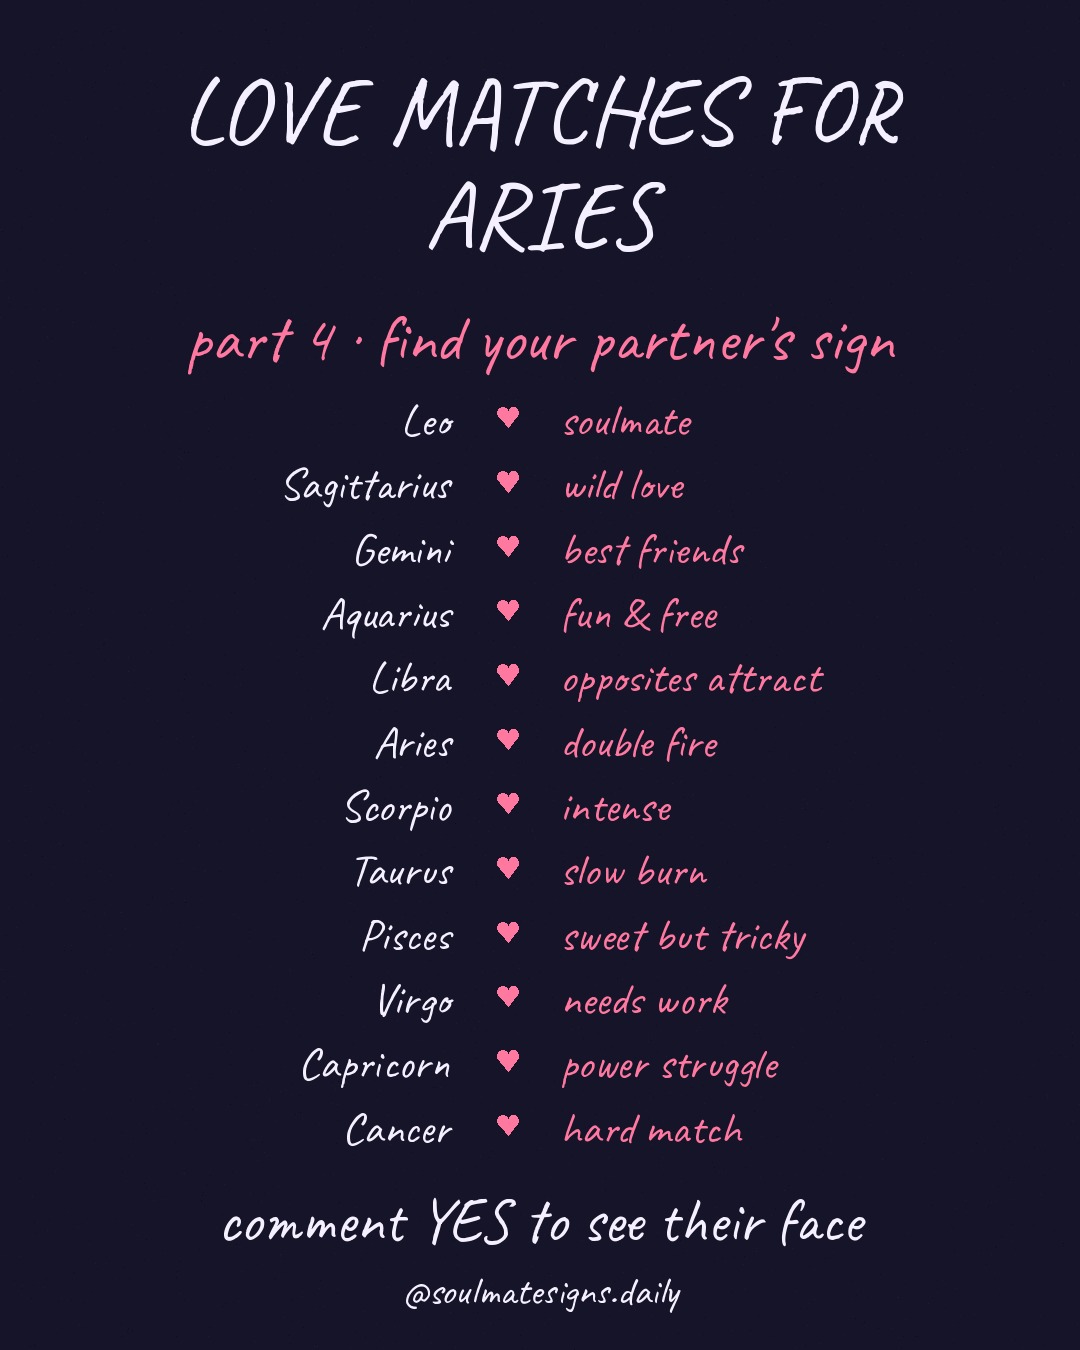 LOVE MATCHES FOR
ARIES
part 4 · find your partner's sign
Leo ♥ soulmate
Sagittarius ♥ wild love
Gemini ♥ best friends
Aquarius ♥ fun & free
Libra ♥ opposites attract
Aries ♥ double fire
Scorpio ♥ intense
Taurus ♥ slow burn
Pisces ♥ sweet but tricky
Virgo ♥ needs work
Capricorn ♥ power struggle
Cancer ♥ hard match
comment YES to see their face
@soulmatesigns.daily